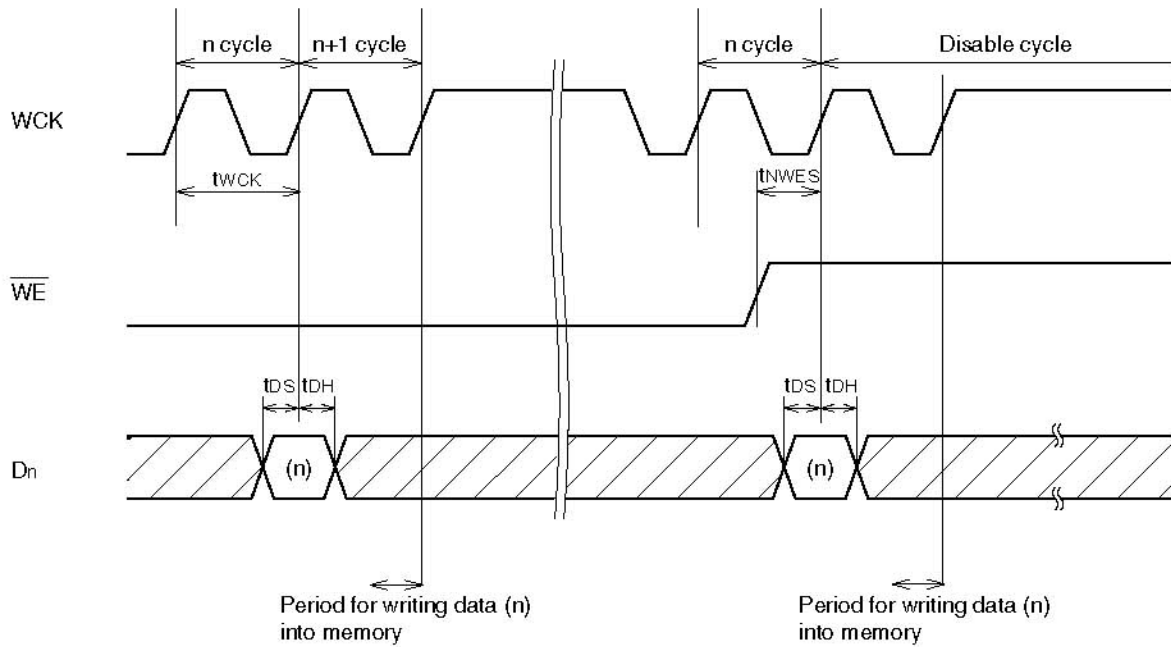 n cycle n+1 cycle n cycle Disable cycle
WCK
tWCK tNWES
WE
tDS tDH tDS tDH
Dn (n) (n)
Period for writing data (n) Period for writing data (n)
into memory into memory